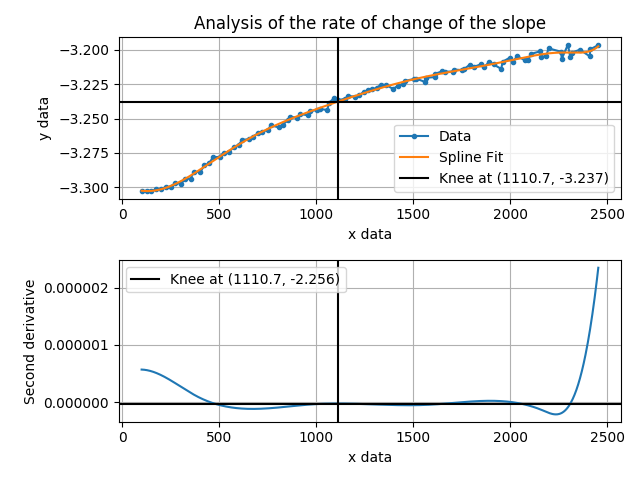 Analysis of the rate of change of the slope
−3.200
−3.225
−3.250
−3.275
−3.300
y data
Data
Spline Fit
Knee at (1110.7, -3.237)
0 500 1000 1500 2000 2500
x data
Knee at (1110.7, -2.256)
0.000002
0.000001
0.000000
Second derivative
0 500 1000 1500 2000 2500
x data